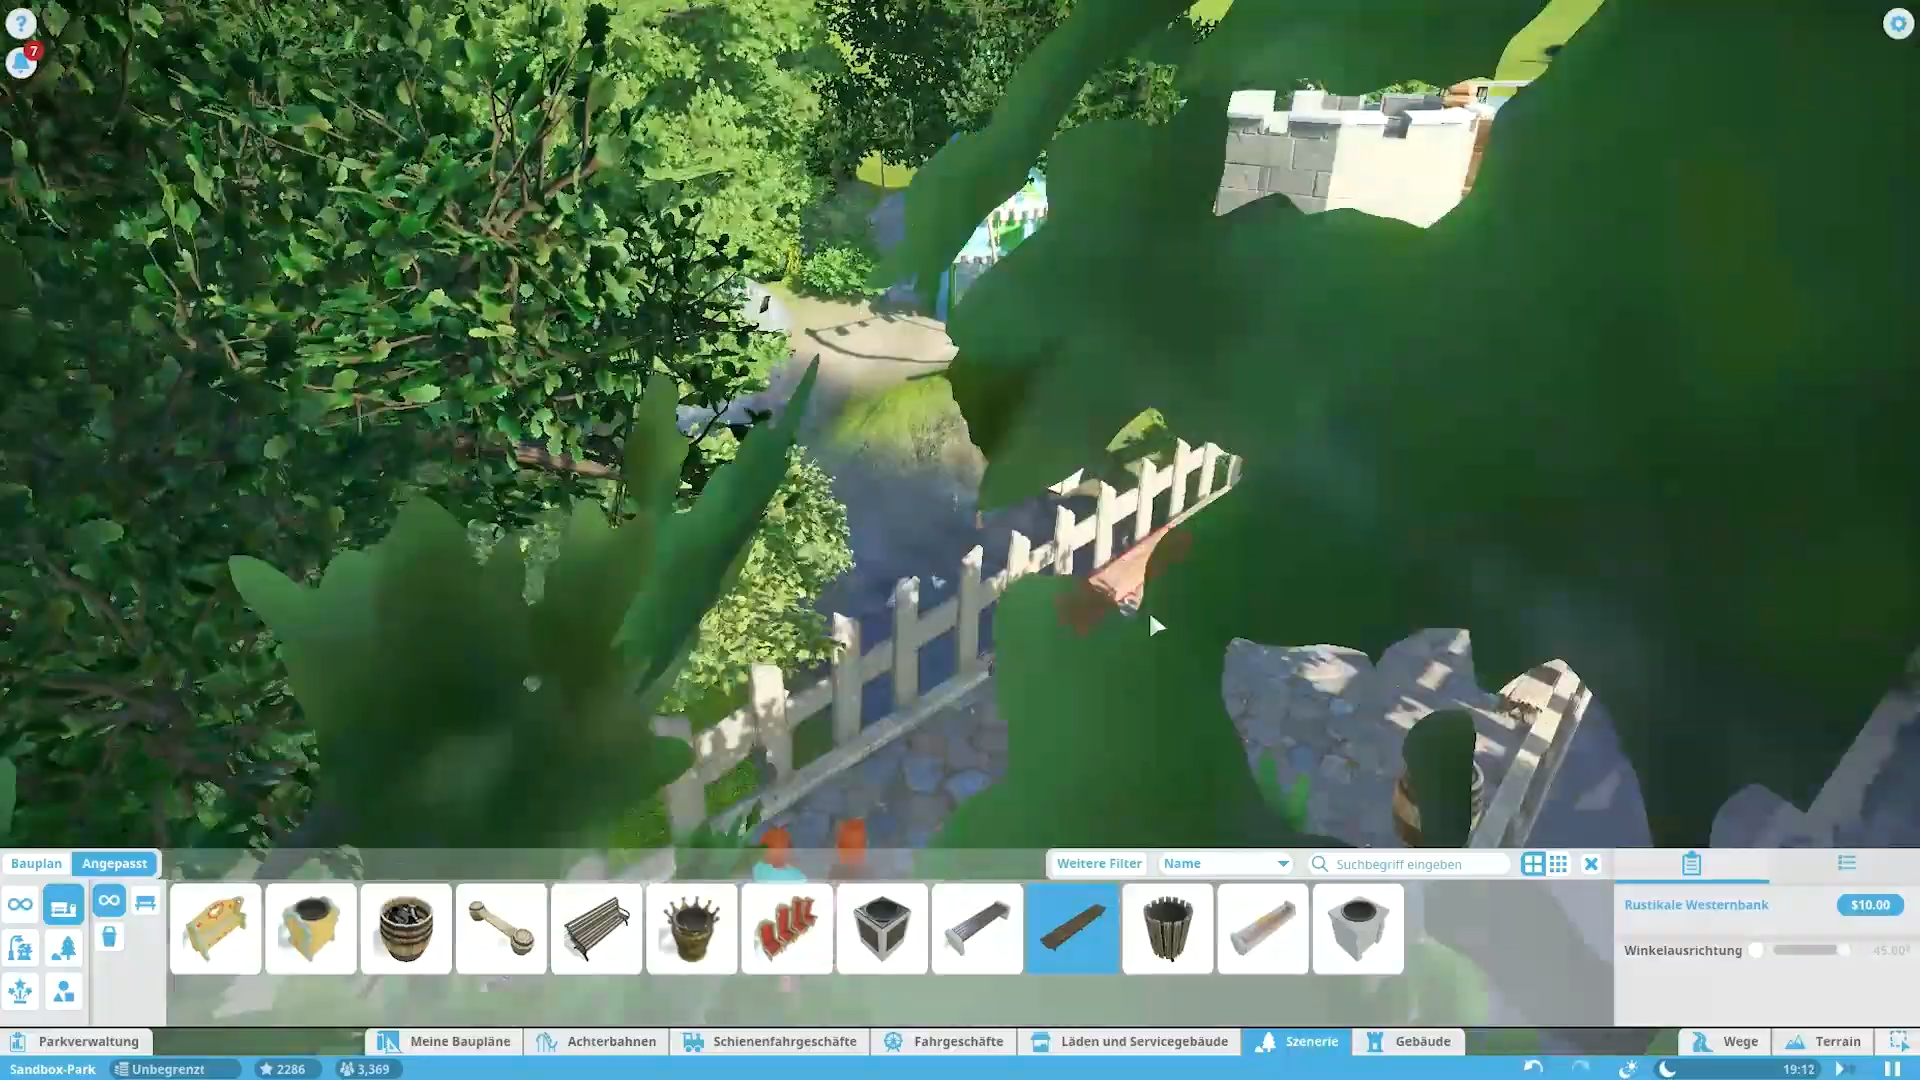 7
Bauplan
Angepasst
Weitere Filter
Name
Suchbegriff eingeben
Rustikale Westernbank
$10.00
Winkelausrichtung
45.00°
Parkverwaltung
Meine Baupläne
Achterbahnen
Schienenfahrgeschäfte
Fahrgeschäfte
Läden und Servicegebäude
Szenerie
Gebäude
Wege
Terrain
Sandbox-Park
Unbegrenzt
2286
3,369
19:12